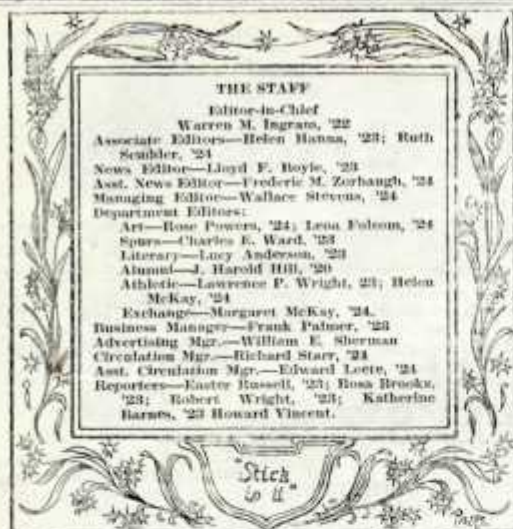 THE STAFF
Editor-in-Chief
Warren M. Ingram, '22
Associate Editors—Helen Hanna, '23; Ruth
Scudder, '24
News Editor—Lloyd F. Boyle, '23
Asst. News Editor—Frederic M. Zorbaugh, '24
Managing Editor—Wallace Stevens, '24
Department Editors:
Art—Rose Powers, '24; Lena Folsom, '24
Spurs—Charles E. Ward, '23
Literary—Lucy Anderson, '23
Alumni—J. Harold Hill, '20
Athletic—Lawrence P. Wright, 23; Helen
McKay, '24
Exchange—Margaret McKay, '24.
Business Manager—Frank Palmer, '23
Advertising Mgr.—William E. Sherman
Circulation Mgr.—Richard Starr, '24
Asst. Circulation Mgr.—Edward Leete, '24
Reporters—Easter Russell, '23; Rosa Brooks,
'23; Robert Wright, '23; Katherine
Barnes, '23 Howard Vincent.
"Stick
to it"